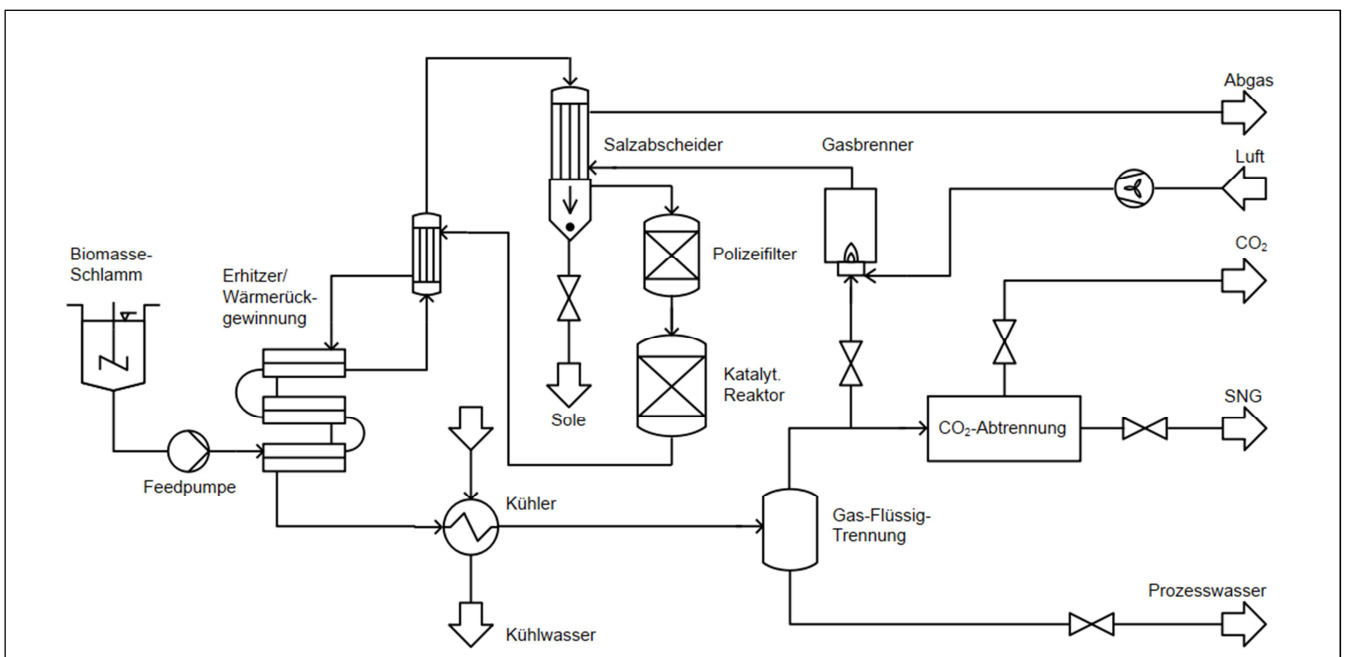 Abgas
Salzabscheider
Gasbrenner
Luft
Biomasse-
Schlamm
Erhitzer/
Wärmerück-
gewinnung
Polizeifilter
CO₂
Katalyt.
Reaktor
Sole
SNG
CO₂-Abtrennung
Feedpumpe
Kühler
Gas-Flüssig-
Trennung
Prozesswasser
Kühlwasser